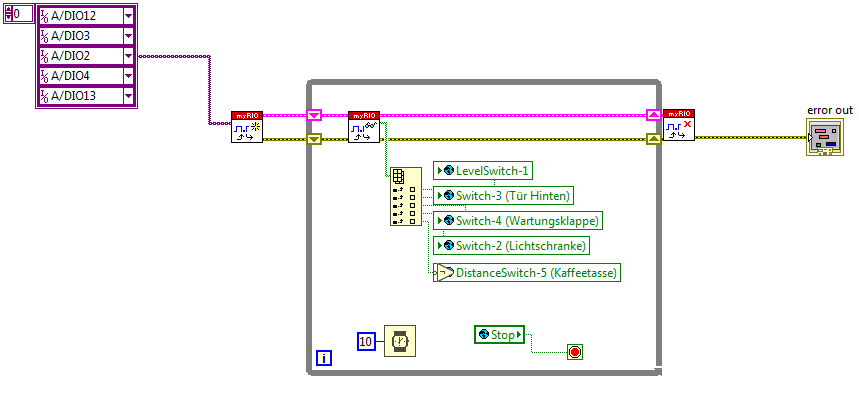 0
A/DIO12
A/DIO3
A/DIO2
A/DIO4
A/DIO13
myRIO
myRIO
myRIO
error out
LevelSwitch-1
Switch-3 (Tür Hinten)
Switch-4 (Wartungsklappe)
Switch-2 (Lichtschranke)
DistanceSwitch-5 (Kaffeetasse)
10
Stop
i